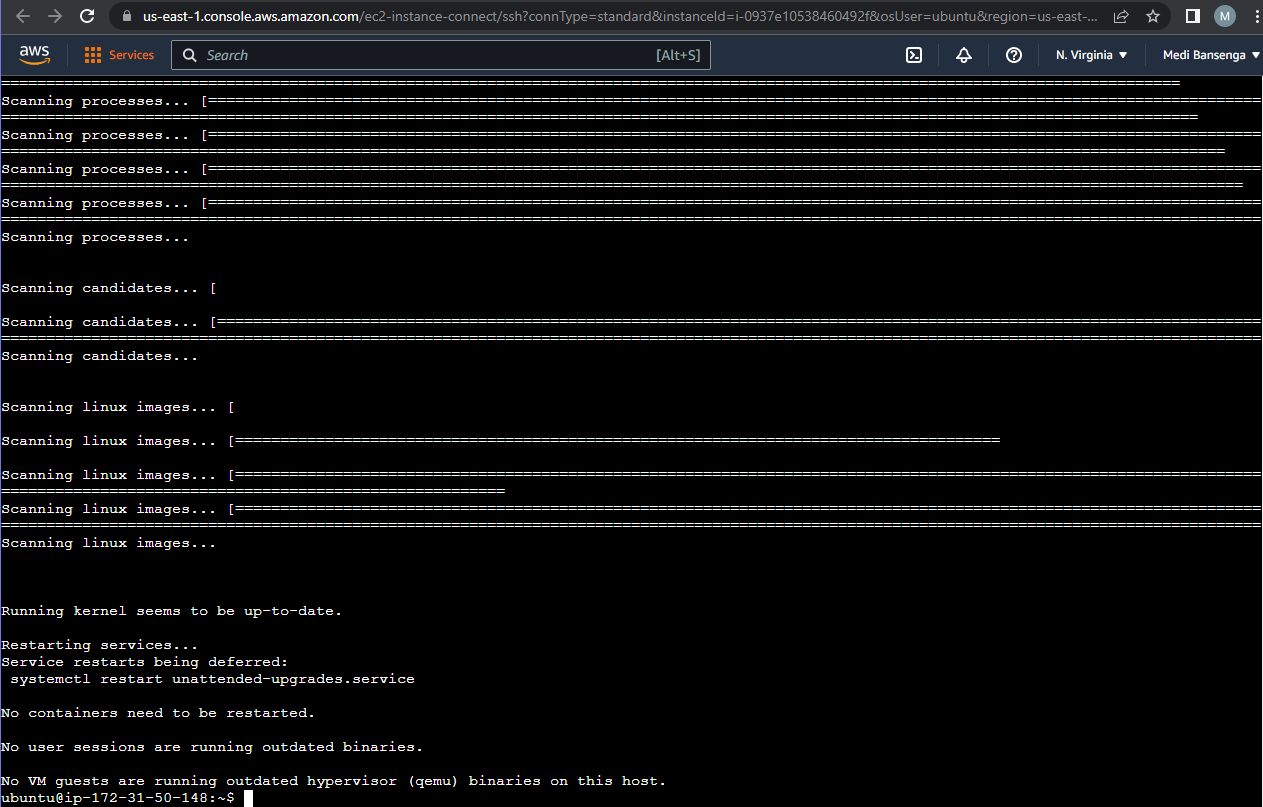 us-east-1.console.aws.amazon.com/ec2-instance-connect/ssh?connType=standard&instanceId=i-0937e10538460492f&osUser=ubuntu&region=us-east-...
M
aws
Services
Search
[Alt+S]
N. Virginia
Medi Bansenga
===================================================================================================================================
Scanning processes... [=====================================================================================================================
=====================================================================================================================================
Scanning processes... [=====================================================================================================================
========================================================================================================================================
Scanning processes... [=====================================================================================================================
==========================================================================================================================================
Scanning processes... [=====================================================================================================================
============================================================================================================================================
Scanning processes...
Scanning candidates... [
Scanning candidates... [====================================================================================================================
============================================================================================================================================
Scanning candidates...
Scanning linux images... [
Scanning linux images... [=====================================================================================
Scanning linux images... [==================================================================================================================
========================================================
Scanning linux images... [==================================================================================================================
============================================================================================================================================
Scanning linux images...
Running kernel seems to be up-to-date.
Restarting services...
Service restarts being deferred:
systemctl restart unattended-upgrades.service
No containers need to be restarted.
No user sessions are running outdated binaries.
No VM guests are running outdated hypervisor (qemu) binaries on this host.
ubuntu@ip-172-31-50-148:~$